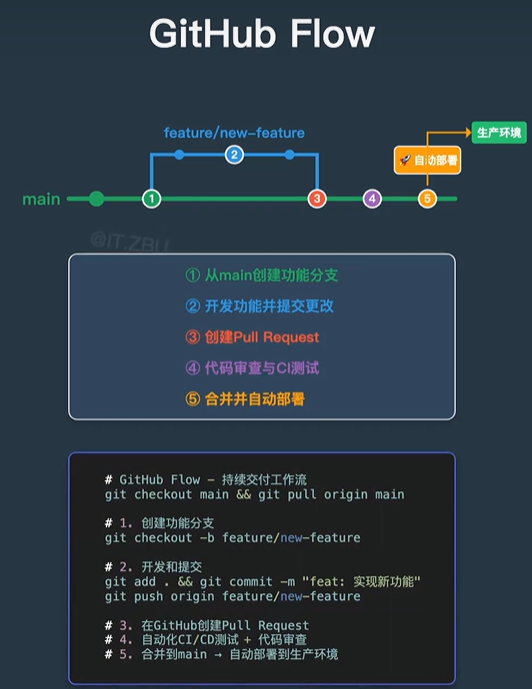 GitHub Flow
feature/new-feature
生产环境
🚀 自动部署
2
main
1
3
4
5
@IT.ZBU
① 从main创建功能分支
② 开发功能并提交更改
③ 创建Pull Request
④ 代码审查与CI测试
⑤ 合并并自动部署
# GitHub Flow - 持续交付工作流
git checkout main && git pull origin main
# 1. 创建功能分支
git checkout -b feature/new-feature
# 2. 开发和提交
git add . && git commit -m "feat: 实现新功能"
git push origin feature/new-feature
# 3. 在GitHub创建Pull Request
# 4. 自动化CI/CD测试 + 代码审查
# 5. 合并到main → 自动部署到生产环境